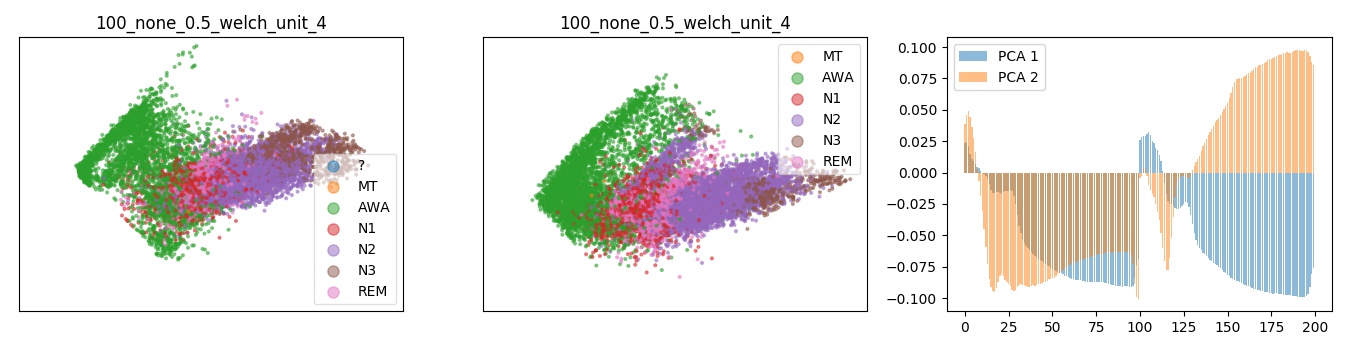 100_none_0.5_welch_unit_4
?
MT
AWA
N1
N2
N3
REM
100_none_0.5_welch_unit_4
MT
AWA
N1
N2
N3
REM
PCA 1
PCA 2
0.100
0.075
0.050
0.025
0.000
−0.025
−0.050
−0.075
−0.100
0 25 50 75 100 125 150 175 200